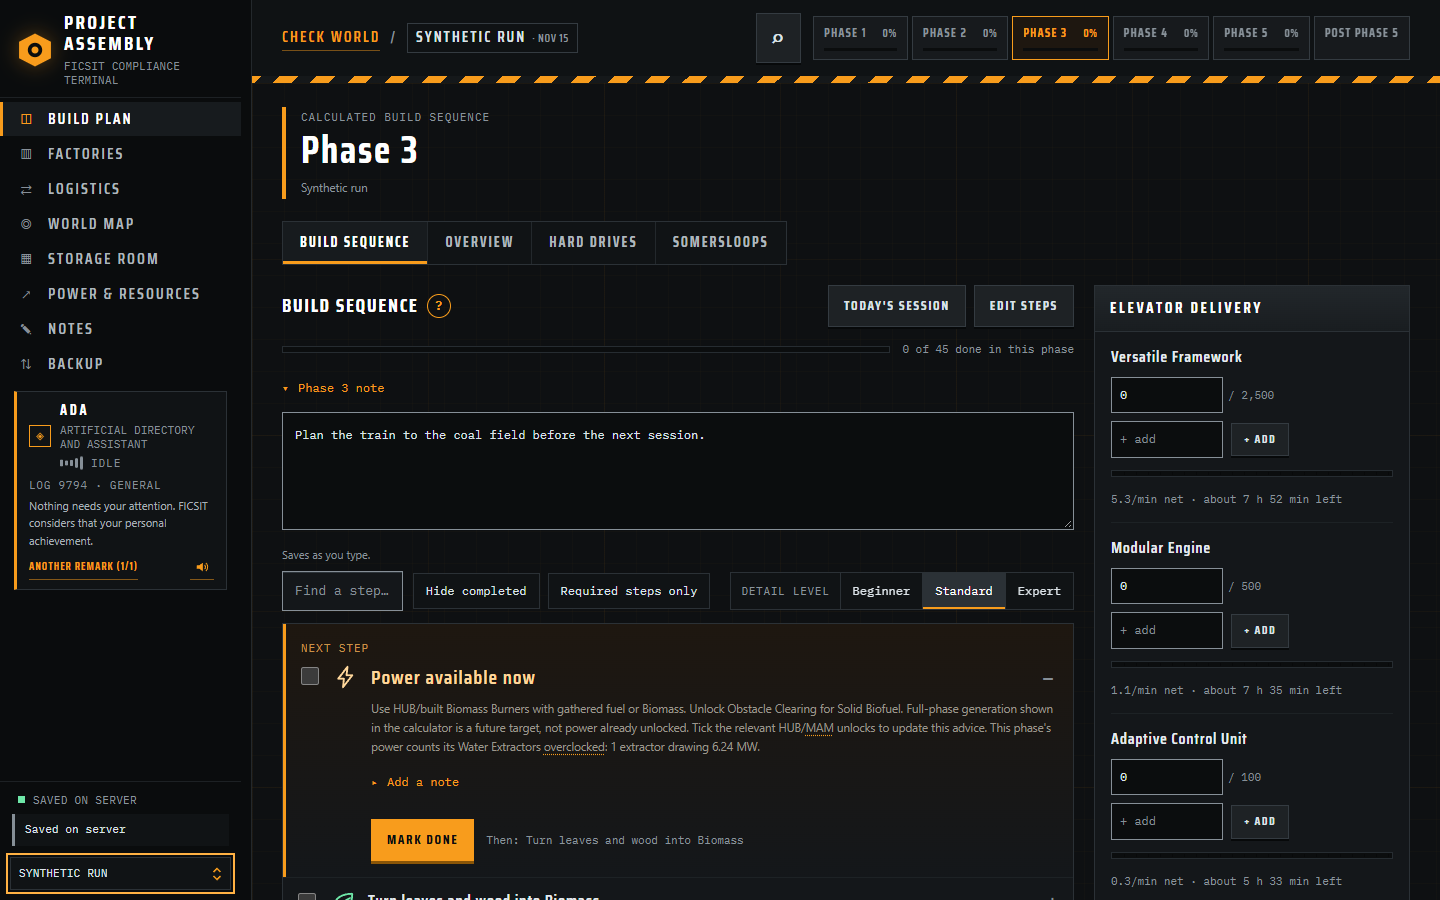 PROJECT
ASSEMBLY
FICSIT COMPLIANCE
TERMINAL
BUILD PLAN
FACTORIES
LOGISTICS
WORLD MAP
STORAGE ROOM
POWER & RESOURCES
NOTES
BACKUP
ADA
ARTIFICIAL DIRECTORY
AND ASSISTANT
IDLE
LOG 9794 · GENERAL
Nothing needs your attention. FICSIT
considers that your personal
achievement.
ANOTHER REMARK (1/1)
SAVED ON SERVER
Saved on server
SYNTHETIC RUN
CHECK WORLD / SYNTHETIC RUN · NOV 15
PHASE 1 0%
PHASE 2 0%
PHASE 3 0%
PHASE 4 0%
PHASE 5 0%
POST PHASE 5
CALCULATED BUILD SEQUENCE
Phase 3
Synthetic run
BUILD SEQUENCE
OVERVIEW
HARD DRIVES
SOMERSLOOPS
BUILD SEQUENCE ?
TODAY'S SESSION
EDIT STEPS
0 of 45 done in this phase
▾ Phase 3 note
Plan the train to the coal field before the next session.
Saves as you type.
Find a step…
Hide completed
Required steps only
DETAIL LEVEL
Beginner
Standard
Expert
NEXT STEP
Power available now
Use HUB/built Biomass Burners with gathered fuel or Biomass. Unlock Obstacle Clearing for Solid Biofuel. Full-phase generation shown
in the calculator is a future target, not power already unlocked. Tick the relevant HUB/MAM unlocks to update this advice. This phase's
power counts its Water Extractors overclocked: 1 extractor drawing 6.24 MW.
▸ Add a note
MARK DONE
Then: Turn leaves and wood into Biomass
Turn leaves and wood into Biomass
ELEVATOR DELIVERY
Versatile Framework
0 / 2,500
+ add + ADD
5.3/min net · about 7 h 52 min left
Modular Engine
0 / 500
+ add + ADD
1.1/min net · about 7 h 35 min left
Adaptive Control Unit
0 / 100
+ add + ADD
0.3/min net · about 5 h 33 min left